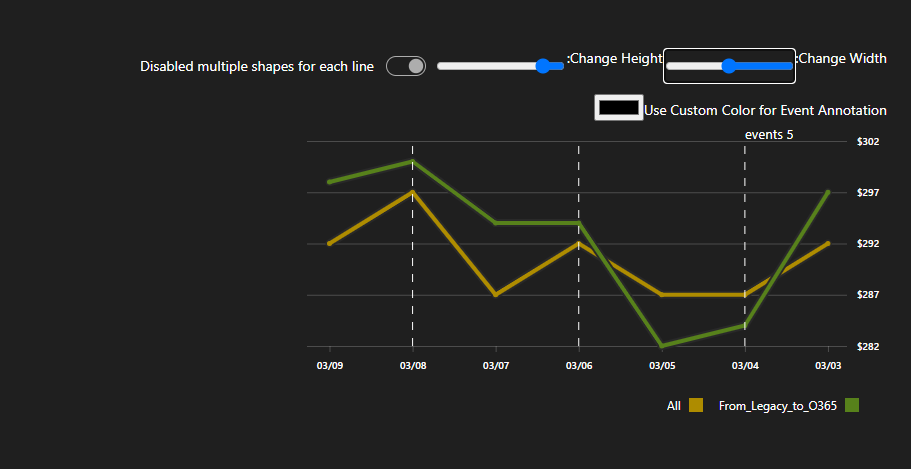 Disabled multiple shapes for each line
:Change Height
:Change Width
Use Custom Color for Event Annotation
events 5
$302
$297
$292
$287
$282
03/09 03/08 03/07 03/06 03/05 03/04 03/03
All From_Legacy_to_O365